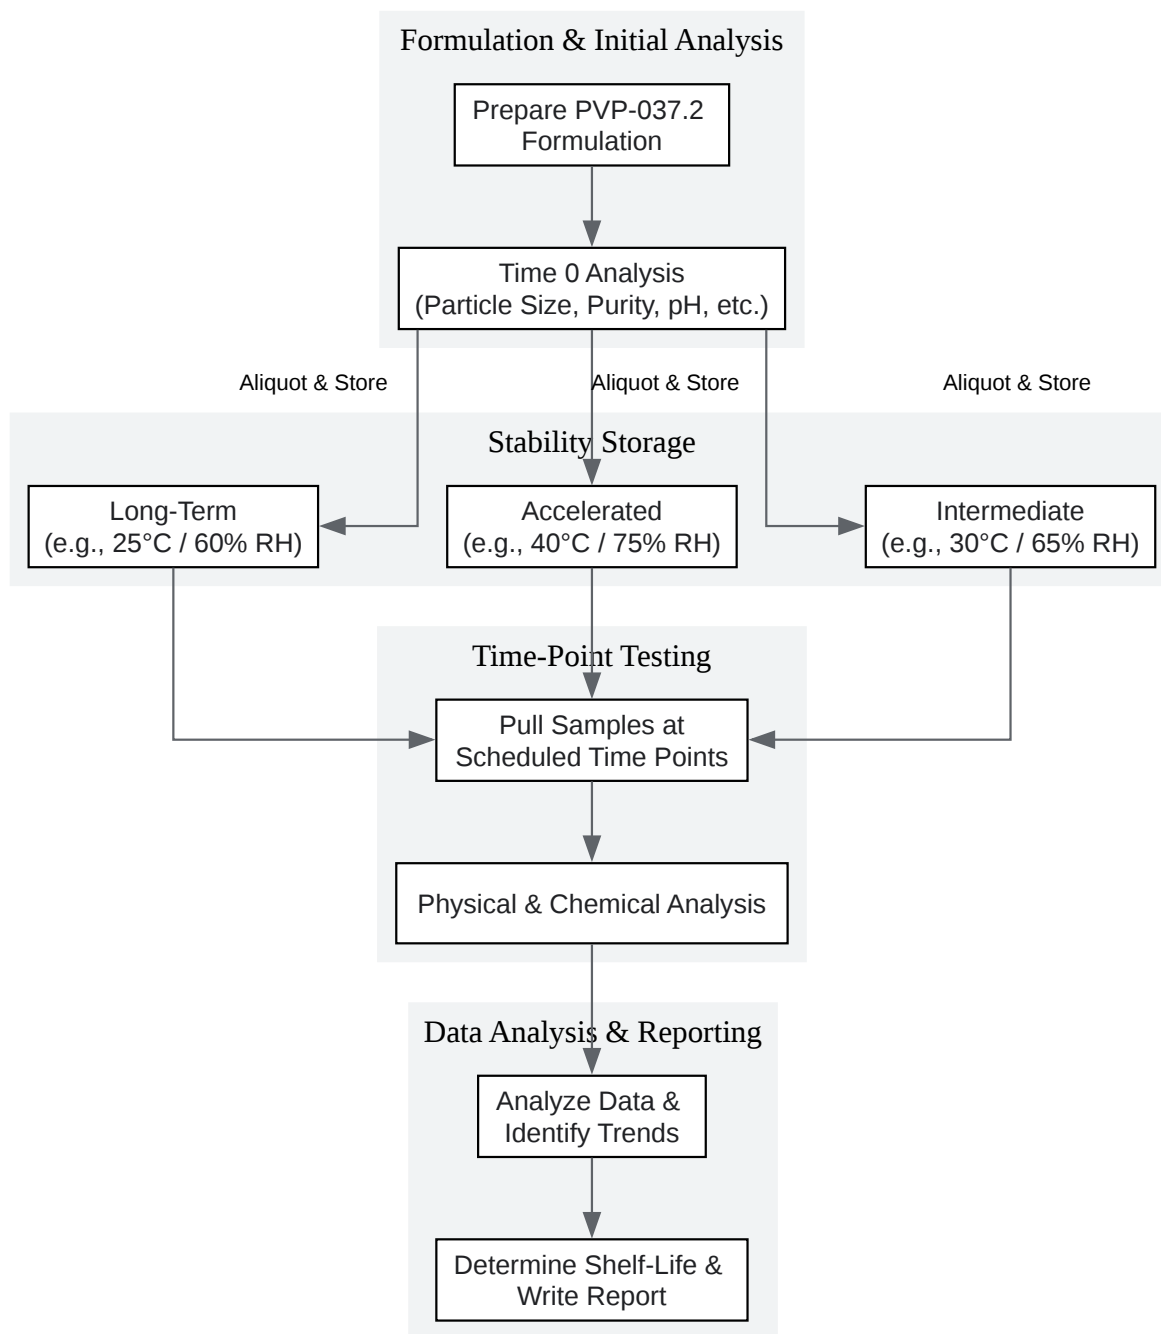 Formulation & Initial Analysis
Prepare PVP-037.2
Formulation
Time 0 Analysis
(Particle Size, Purity, pH, etc.)
Aliquot & Store
Aliquot & Store
Aliquot & Store
Stability Storage
Long-Term
(e.g., 25°C / 60% RH)
Accelerated
(e.g., 40°C / 75% RH)
Intermediate
(e.g., 30°C / 65% RH)
Time-Point Testing
Pull Samples at
Scheduled Time Points
Physical & Chemical Analysis
Data Analysis & Reporting
Analyze Data &
Identify Trends
Determine Shelf-Life &
Write Report